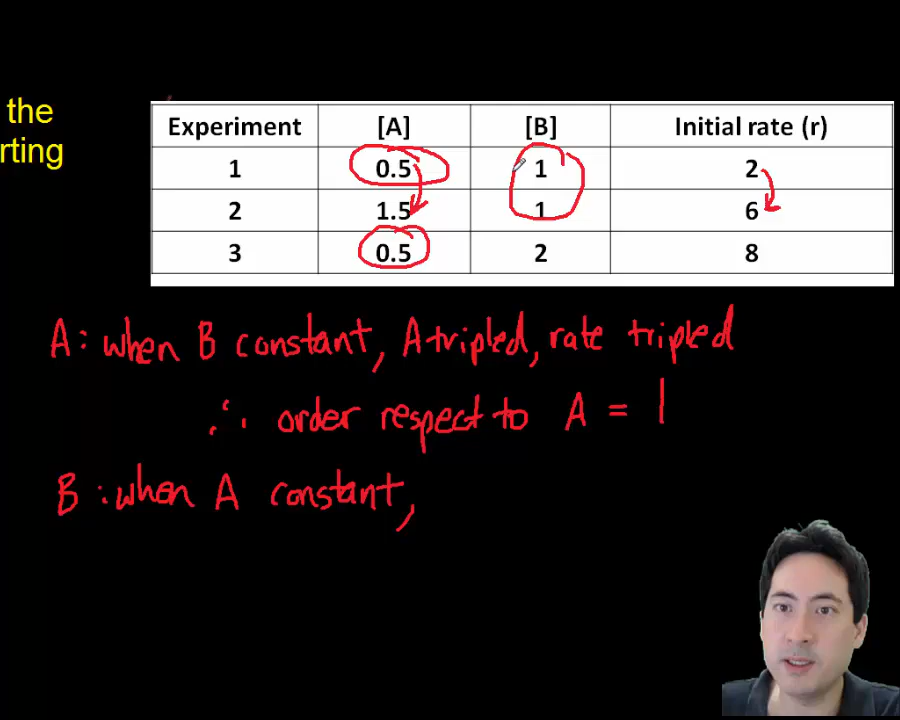 the
rting
Experiment [A] [B] Initial rate (r)
1 0.5 1 2
2 1.5 1 6
3 0.5 2 8
A: when B constant, A tripled, rate tripled
∴ order respect to A = 1
B: when A constant,